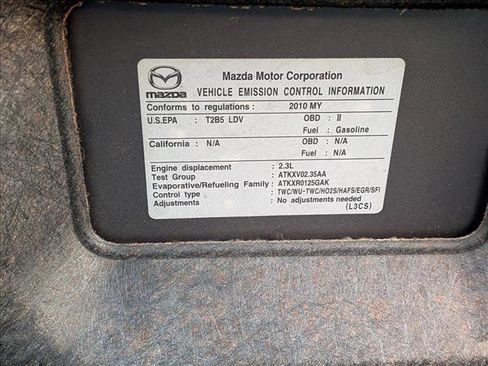 Mazda Motor Corporation
mazda VEHICLE EMISSION CONTROL INFORMATION
Conforms to regulations : 2010 MY
U.S.EPA : T2B5 LDV OBD : II
Fuel : Gasoline
California : N/A OBD : N/A
Fuel : N/A
Engine displacement : 2.3L
Test Group : ATKXV02.35AA
Evaporative/Refueling Family : ATKXR0125GAK
Control type : TWC/WU-TWC/HO2S/HAFS/EGR/SFI
Adjustments : No adjustments needed
(L3CS)